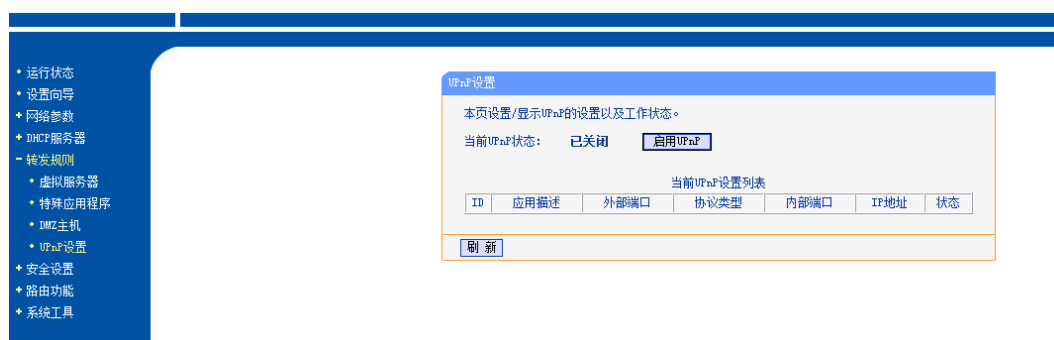 运行状态
设置向导
网络参数
DHCP服务器
转发规则
虚拟服务器
特殊应用程序
DMZ主机
UPnP设置
安全设置
路由功能
系统工具
UPnP设置
本页设置/显示UPnP的设置以及工作状态。
当前UPnP状态： 已关闭 启用UPnP
当前UPnP设置列表
ID 应用描述 外部端口 协议类型 内部端口 IP地址 状态
刷 新